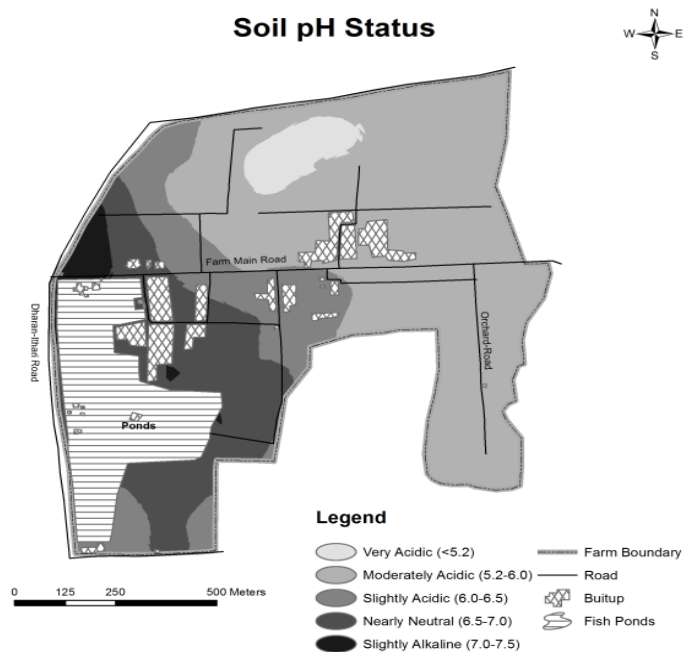 Soil pH Status
N
W E
S
Farm Main Road
Dharan-Ithari Road
Orchard-Road
Ponds
Legend
Very Acidic (<5.2)
Moderately Acidic (5.2-6.0)
Slightly Acidic (6.0-6.5)
Nearly Neutral (6.5-7.0)
Slightly Alkaline (7.0-7.5)
Farm Boundary
Road
Buitup
Fish Ponds
0 125 250 500 Meters